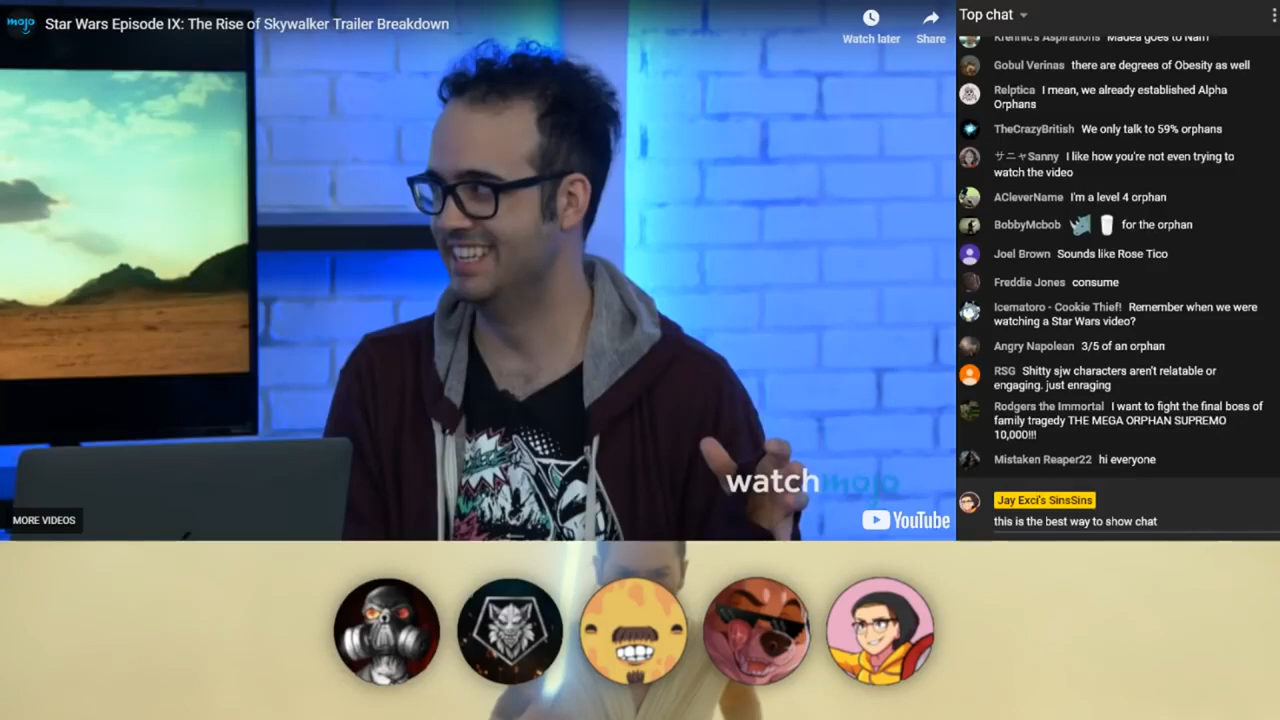 mojo
Star Wars Episode IX: The Rise of Skywalker Trailer Breakdown
Watch later
Share
watchmojo
YouTube
MORE VIDEOS
Top chat
Krennic's Aspirations Madea goes to Nam
Gobul Verinas there are degrees of Obesity as well
Relptica I mean, we already established Alpha
Orphans
TheCrazyBritish We only talk to 59% orphans
サニャSanny I like how you're not even trying to
watch the video
ACleverName I'm a level 4 orphan
BobbyMcbob for the orphan
Joel Brown Sounds like Rose Tico
Freddie Jones consume
Icematoro - Cookie Thief! Remember when we were
watching a Star Wars video?
Angry Napolean 3/5 of an orphan
RSG Shitty sjw characters aren't relatable or
engaging. just enraging
Rodgers the Immortal I want to fight the final boss of
family tragedy THE MEGA ORPHAN SUPREMO
10,000!!!
Mistaken Reaper22 hi everyone
Jay Exci's SinsSins
this is the best way to show chat